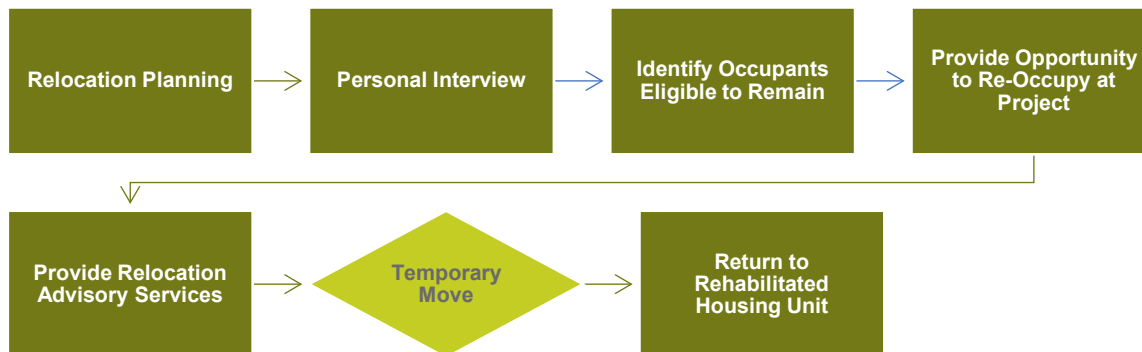 Relocation Planning
Personal Interview
Identify Occupants
Eligible to Remain
Provide Opportunity
to Re-Occupy at
Project
Provide Relocation
Advisory Services
Temporary
Move
Return to
Rehabilitated
Housing Unit